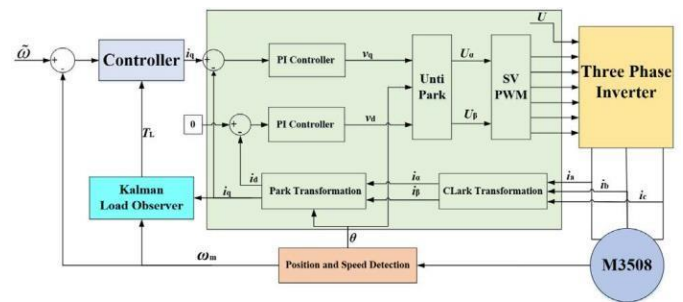 U
ω̃
Controller
iq
PI Controller
vq
Unti
Park
Uα
SV
PWM
Three Phase
Inverter
-
-
TL
0
PI Controller
vd
Uβ
-
id
iq
Kalman
Load Observer
Park Transformation
iα
iβ
CLark Transformation
ia
ib
ic
θ
ωm
Position and Speed Detection
M3508